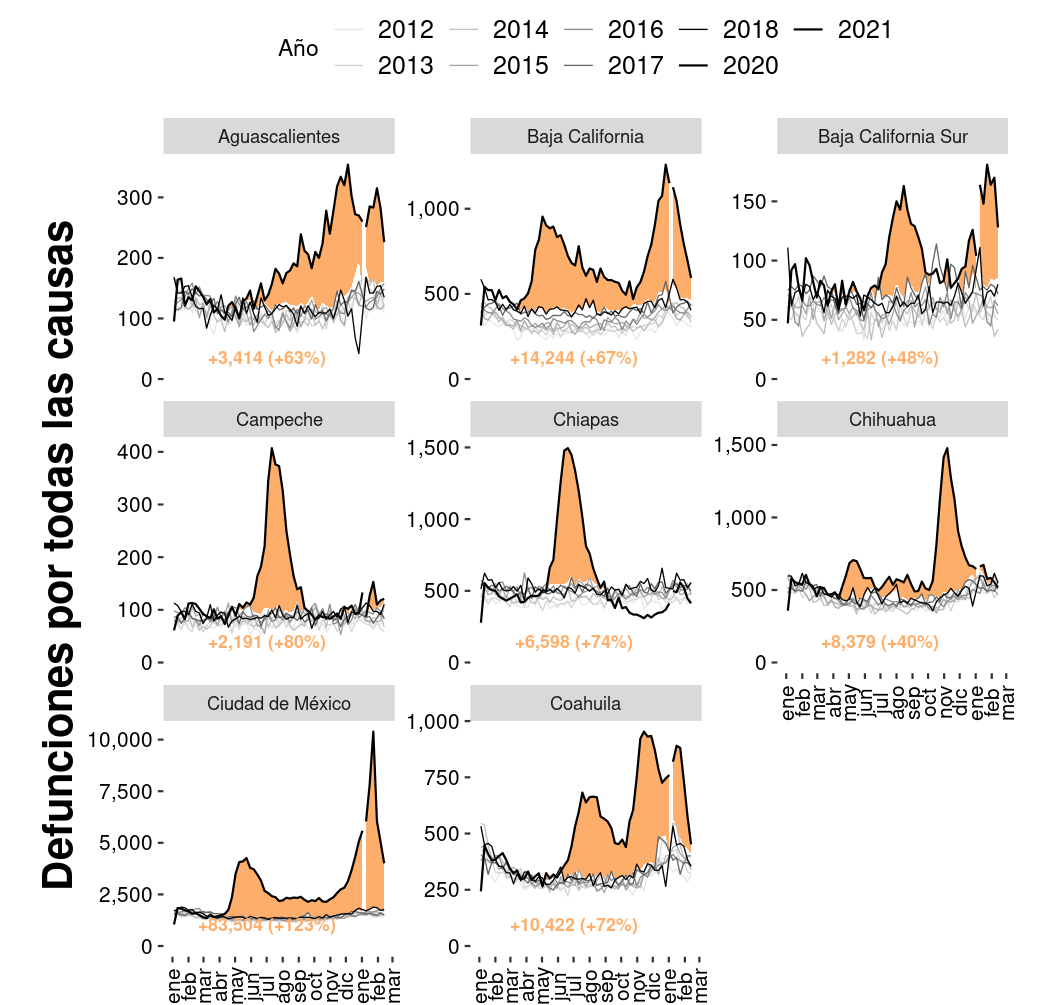 Año
2012 2014 2016 2018 2021
2013 2015 2017 2020
Defunciones por todas las causas
Aguascalientes
300
200
100
0
+3,414 (+63%)
Baja California
1,000
500
0
+14,244 (+67%)
Baja California Sur
150
100
50
0
+1,282 (+48%)
Campeche
400
300
200
100
0
+2,191 (+80%)
Chiapas
1,500
1,000
500
0
+6,598 (+74%)
Chihuahua
1,500
1,000
500
0
+8,379 (+40%)
ene feb mar abr may jun jul ago sep oct nov dic ene feb mar
Ciudad de México
10,000
7,500
5,000
2,500
0
+83,504 (+123%)
ene feb mar abr may jun jul ago sep oct nov dic ene feb mar
Coahuila
1,000
750
500
250
0
+10,422 (+72%)
ene feb mar abr may jun jul ago sep oct nov dic ene feb mar